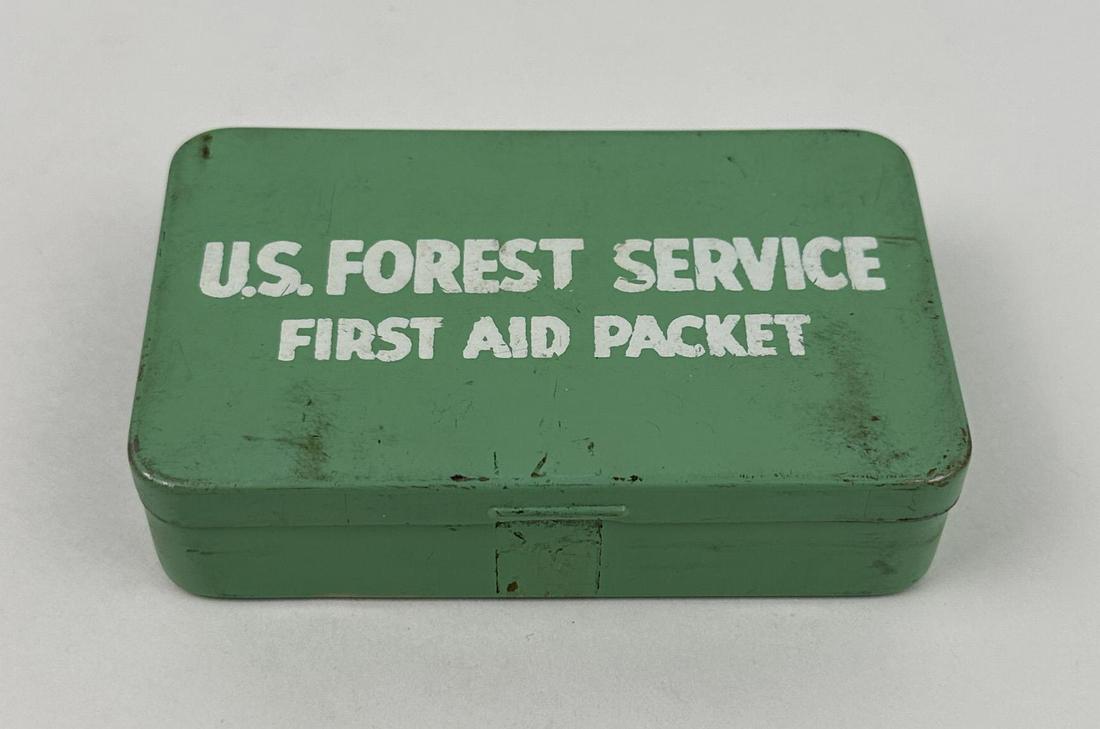 U.S. FOREST SERVICE
FIRST AID PACKET